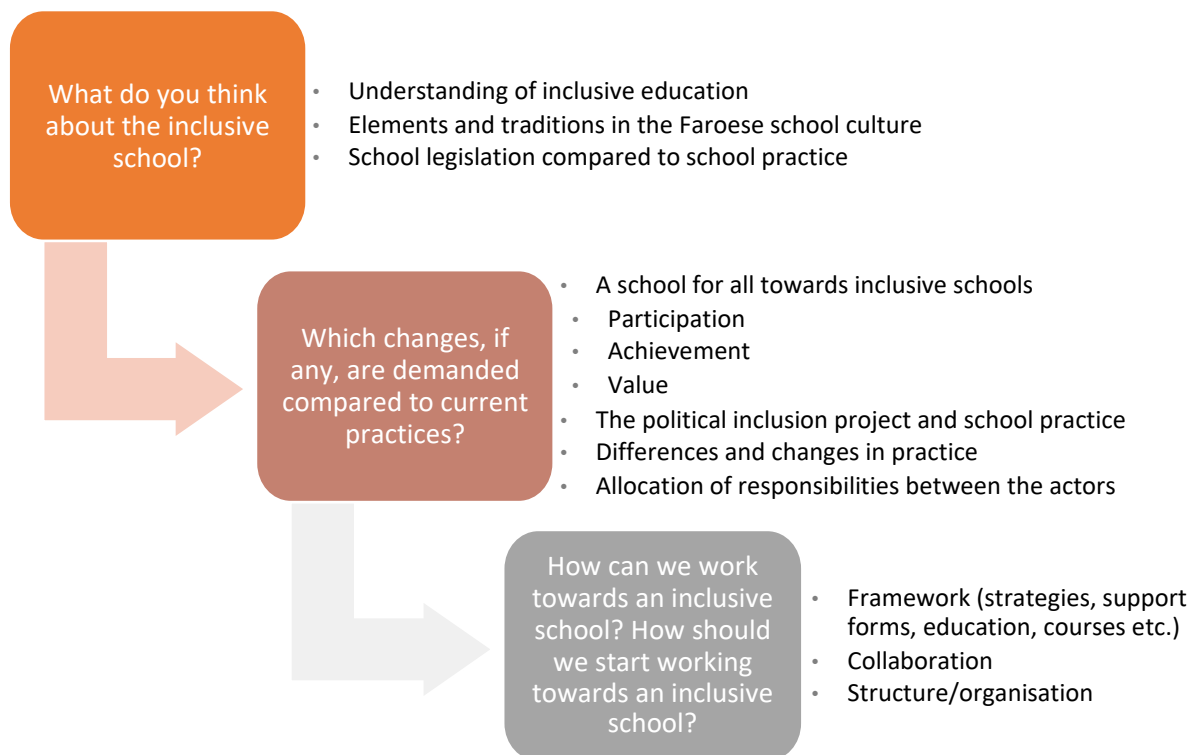 What do you think
about the inclusive
school?
• Understanding of inclusive education
• Elements and traditions in the Faroese school culture
• School legislation compared to school practice
Which changes, if
any, are demanded
compared to current
practices?
• A school for all towards inclusive schools
• Participation
• Achievement
• Value
• The political inclusion project and school practice
• Differences and changes in practice
• Allocation of responsibilities between the actors
How can we work
towards an inclusive
school? How should
we start working
towards an inclusive
school?
• Framework (strategies, support
forms, education, courses etc.)
• Collaboration
• Structure/organisation